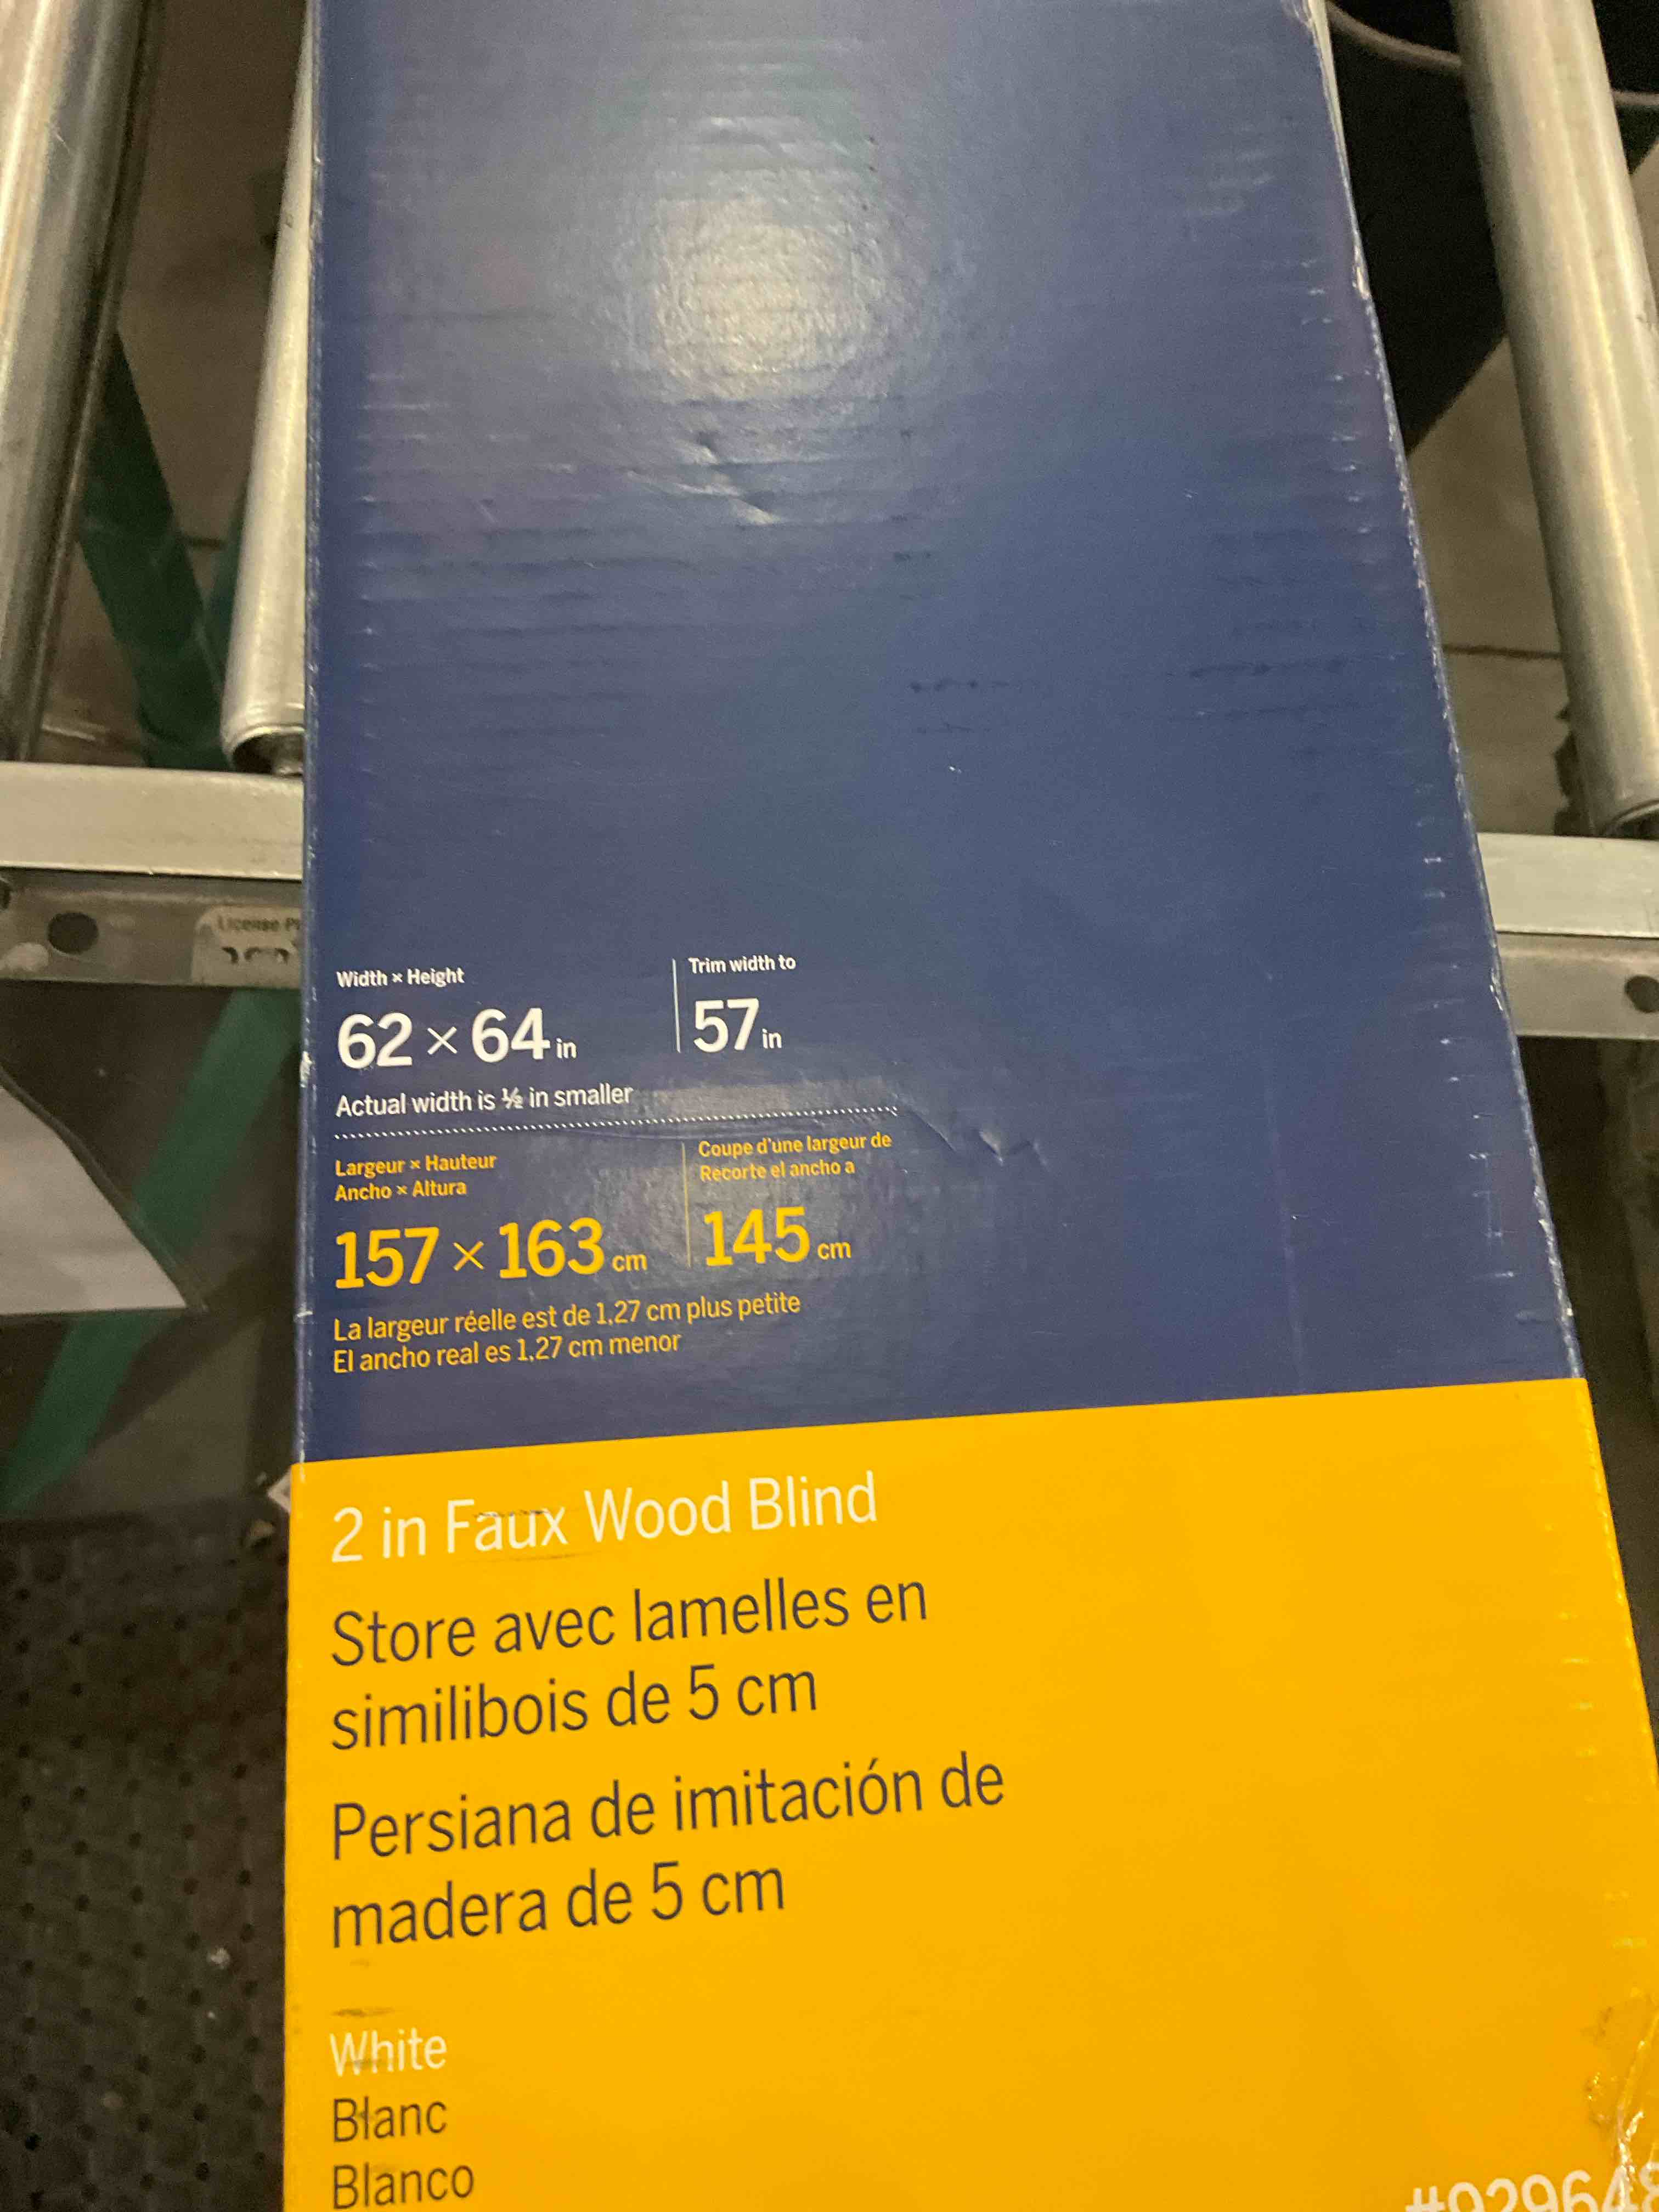 License
Width × Height
62 × 64 in
Trim width to
57 in
Actual width is ½ in smaller
Largeur × Hauteur
Ancho × Altura
157 × 163 cm
Coupe d'une largeur de
Recorte el ancho a
145 cm
La largeur réelle est de 1,27 cm plus petite
El ancho real es 1,27 cm menor
2 in Faux Wood Blind
Store avec lamelles en
similibois de 5 cm
Persiana de imitación de
madera de 5 cm
White
Blanc
Blanco